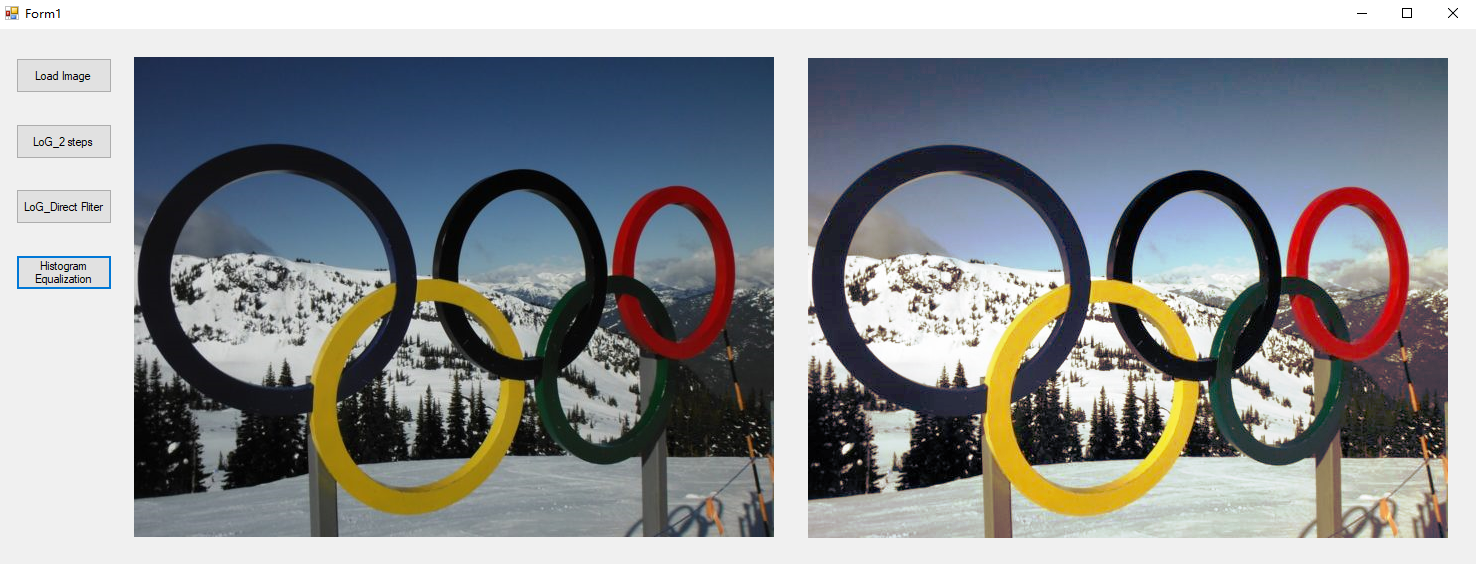 Form1
Load Image
LoG_2 steps
LoG_Direct Fliter
Histogram
Equalization